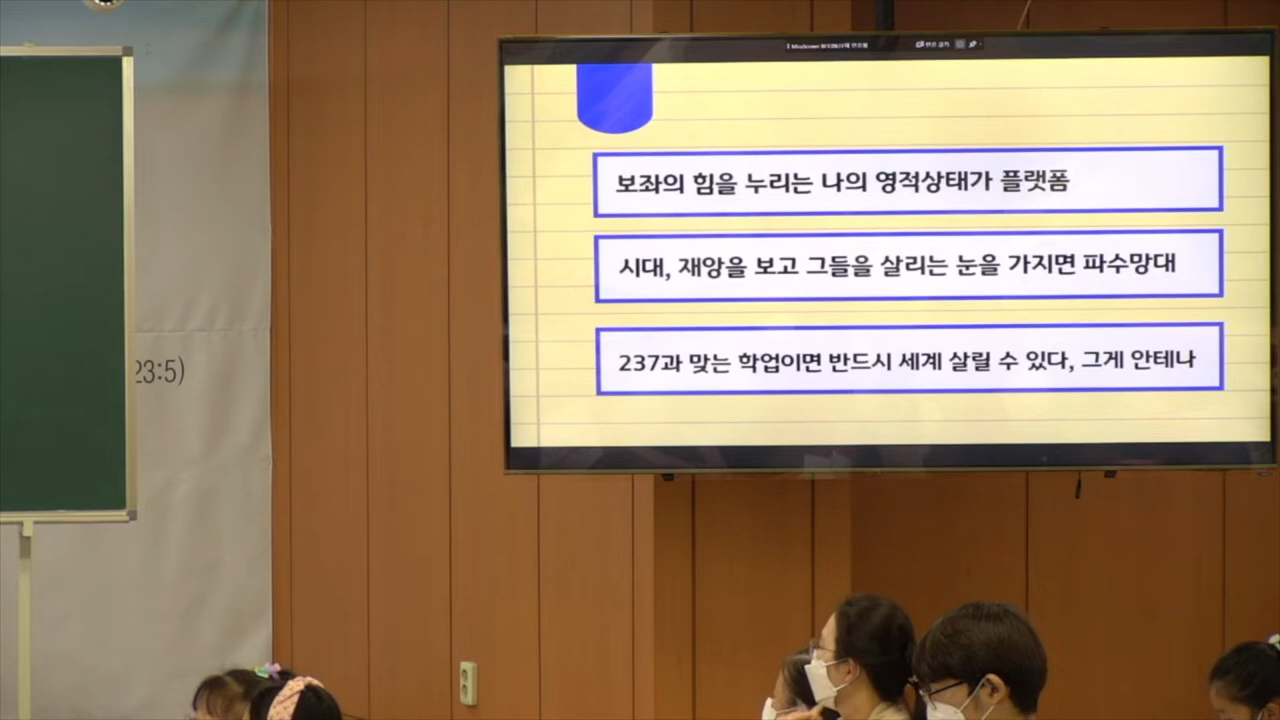 보좌의 힘을 누리는 나의 영적상태가 플랫폼
시대, 재앙을 보고 그들을 살리는 눈을 가지면 파수망대
237과 맞는 학업이면 반드시 세계 살릴 수 있다, 그게 안테나
23:5)